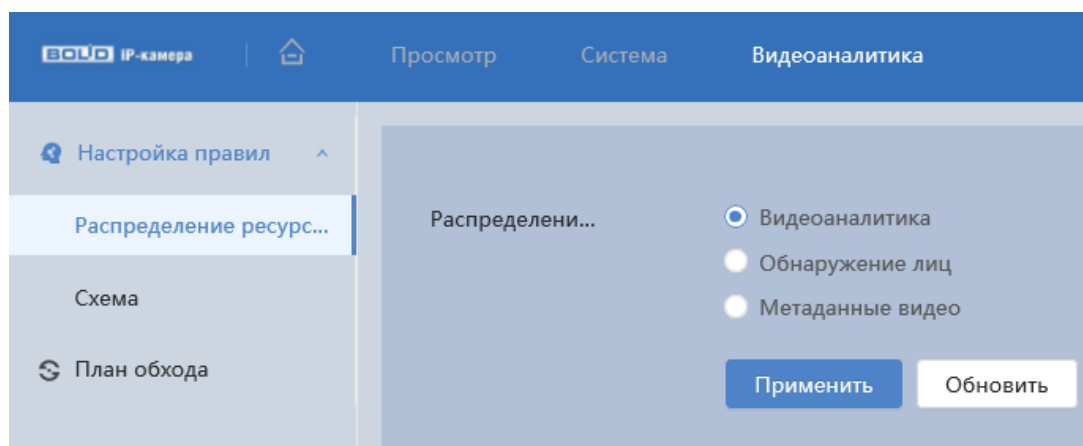 BOLID IP-камера Просмотр Система Видеоаналитика
Настройка правил
Распределение ресурс... Распределени... Видеоаналитика
Обнаружение лиц
Схема
Метаданные видео
План обхода
Применить Обновить